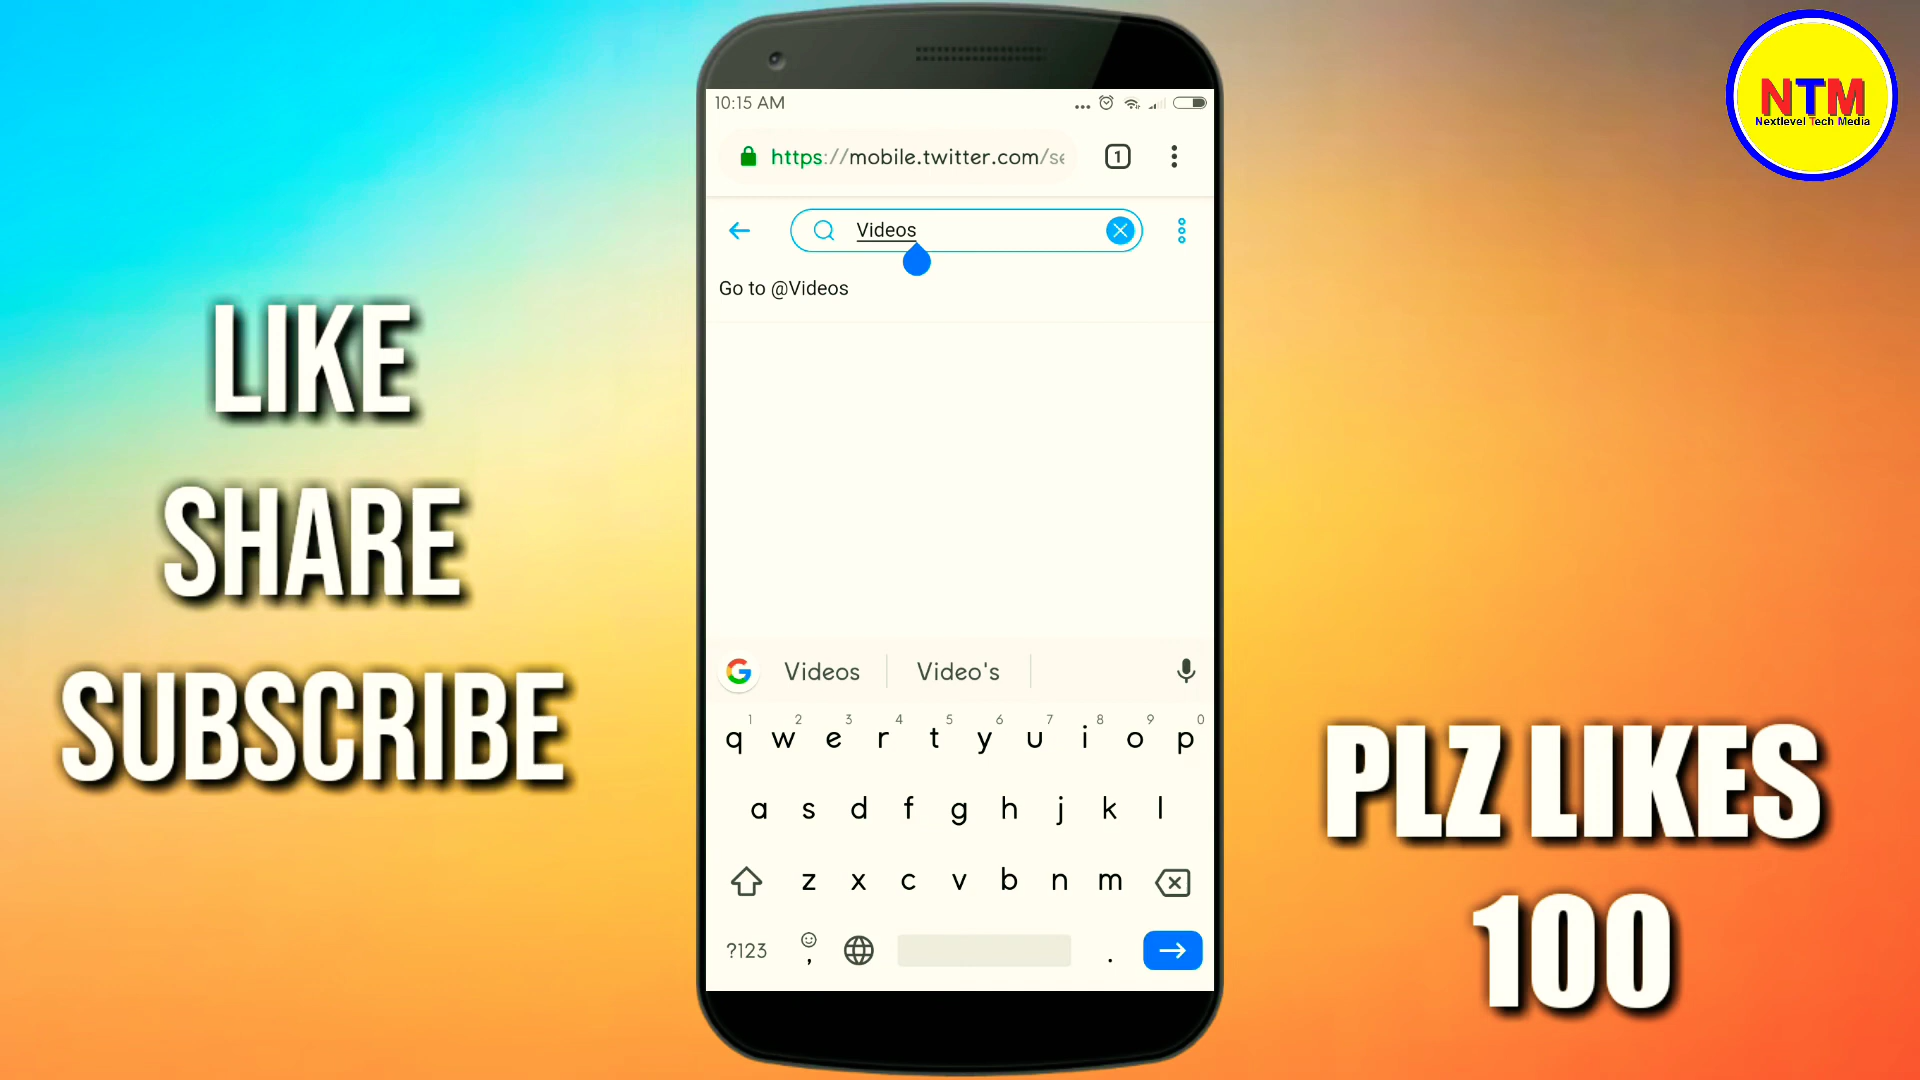 LIKE
SHARE
SUBSCRIBE
10:15 AM
https://mobile.twitter.com/se
1
Videos
Go to @Videos
Videos Video's
1 2 3 4 5 6 7 8 9 0
q w e r t y u i o p
a s d f g h j k l
z x c v b n m
?123 , .
NTM
Nextlevel Tech Media
PLZ LIKES
100